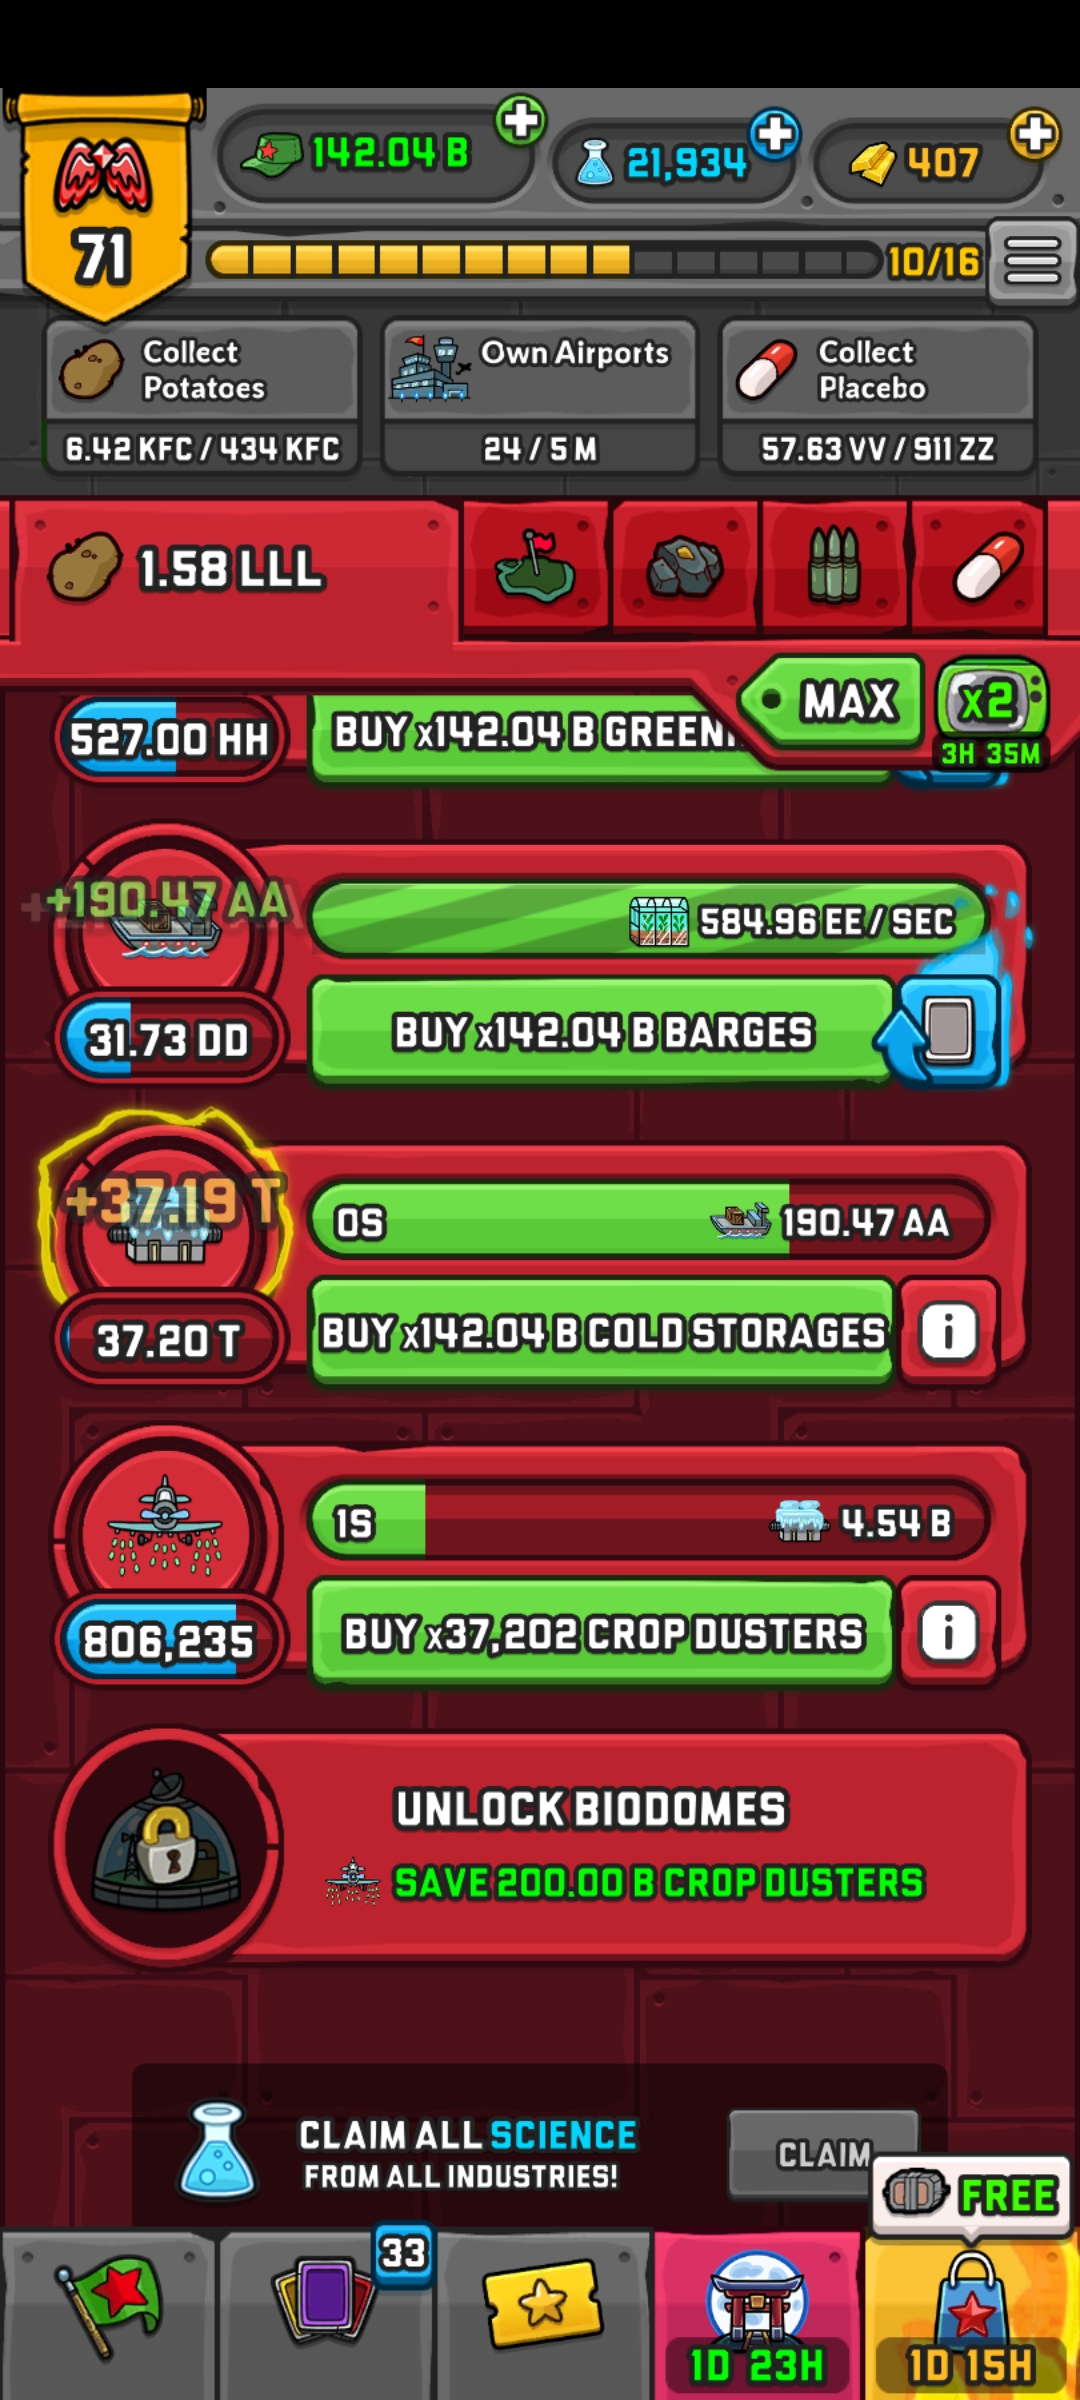 142.04 B
21,934
407
71
10/16
Collect
Potatoes
6.42 KFC / 434 KFC
Own Airports
24 / 5 M
Collect
Placebo
57.63 VV / 911 ZZ
1.58 LLL
MAX
x2
3H 35M
527.00 HH
BUY x142.04 B
+190.47 AA
584.96 EE / SEC
31.73 DD
BUY x142.04 B BARGES
+37.19 T
0S
190.47 AA
37.20 T
BUY x142.04 B COLD STORAGES
i
1S
4.54 B
806,235
BUY x37,202 CROP DUSTERS
i
UNLOCK BIODOMES
SAVE 200.00 B CROP DUSTERS
CLAIM ALL SCIENCE
FROM ALL INDUSTRIES!
CLAIM
FREE
33
1D 23H
1D 15H